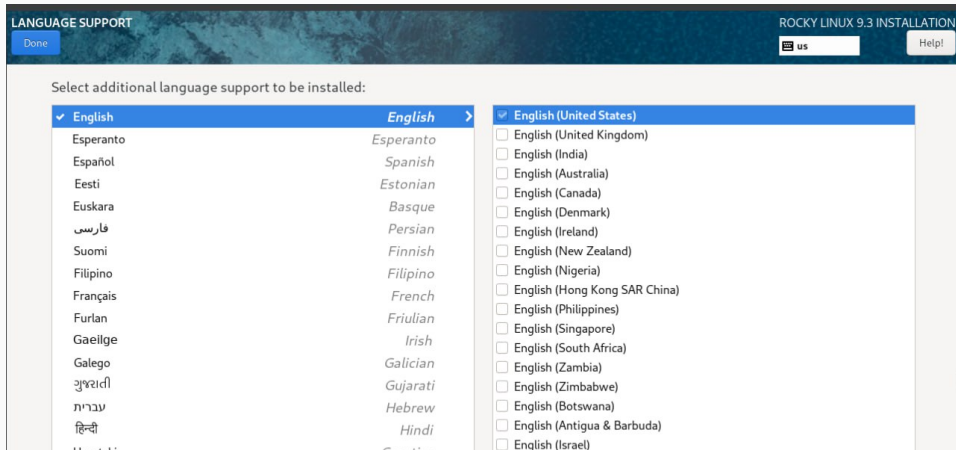 LANGUAGE SUPPORT
Done
ROCKY LINUX 9.3 INSTALLATION
us
Help!
Select additional language support to be installed:
English English
Esperanto Esperanto
Español Spanish
Eesti Estonian
Euskara Basque
فارسی Persian
Suomi Finnish
Filipino Filipino
Français French
Furlan Friulian
Gaeilge Irish
Galego Galician
ગુજરાતી Gujarati
עברית Hebrew
हिन्दी Hindi
English (United States)
English (United Kingdom)
English (India)
English (Australia)
English (Canada)
English (Denmark)
English (Ireland)
English (New Zealand)
English (Nigeria)
English (Hong Kong SAR China)
English (Philippines)
English (Singapore)
English (South Africa)
English (Zambia)
English (Zimbabwe)
English (Botswana)
English (Antigua & Barbuda)
English (Israel)